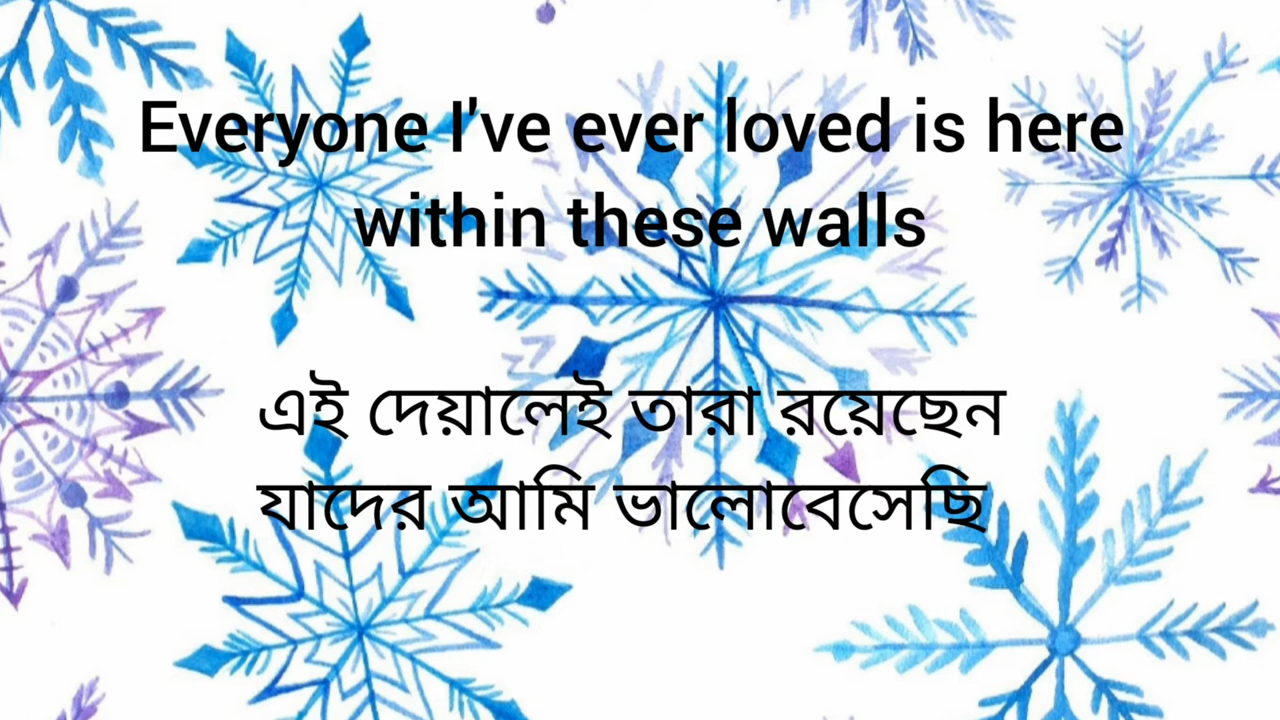 Everyone I've ever loved is here
within these walls
এই দেয়ালেই তারা রয়েছেন
যাদের আমি ভালোবেসেছি